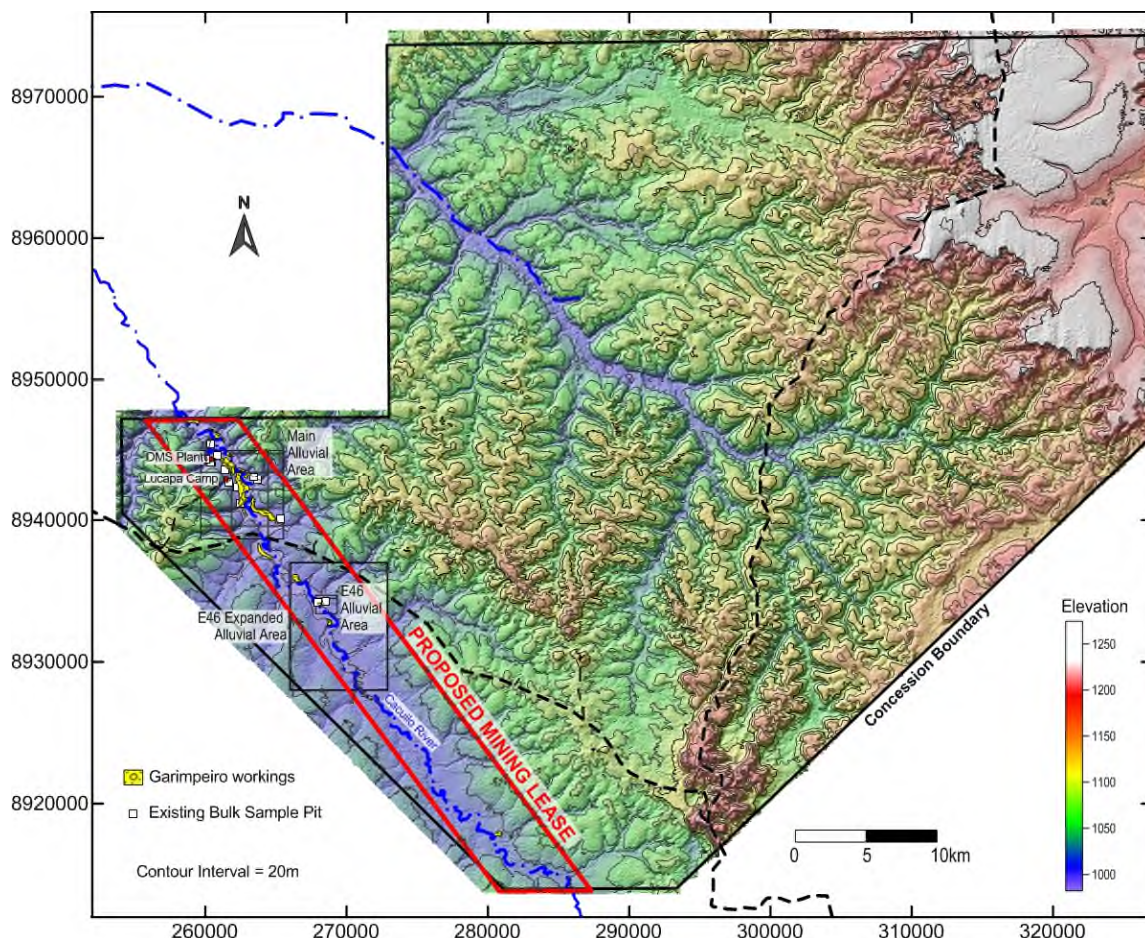 8970000
8960000
8950000
8940000
8930000
8920000
N
DMS Plant
Lucapa Camp
Main
Alluvial
Area
E46
Alluvial
Area
E46 Expanded
Alluvial Area
PROPOSED MINING LEASE
Cacuilo River
Concession Boundary
Elevation
1250
1200
1150
1100
1050
1000
Garimpeiro workings
Existing Bulk Sample Pit
Contour Interval = 20m
0 5 10km
260000 270000 280000 290000 300000 310000 320000